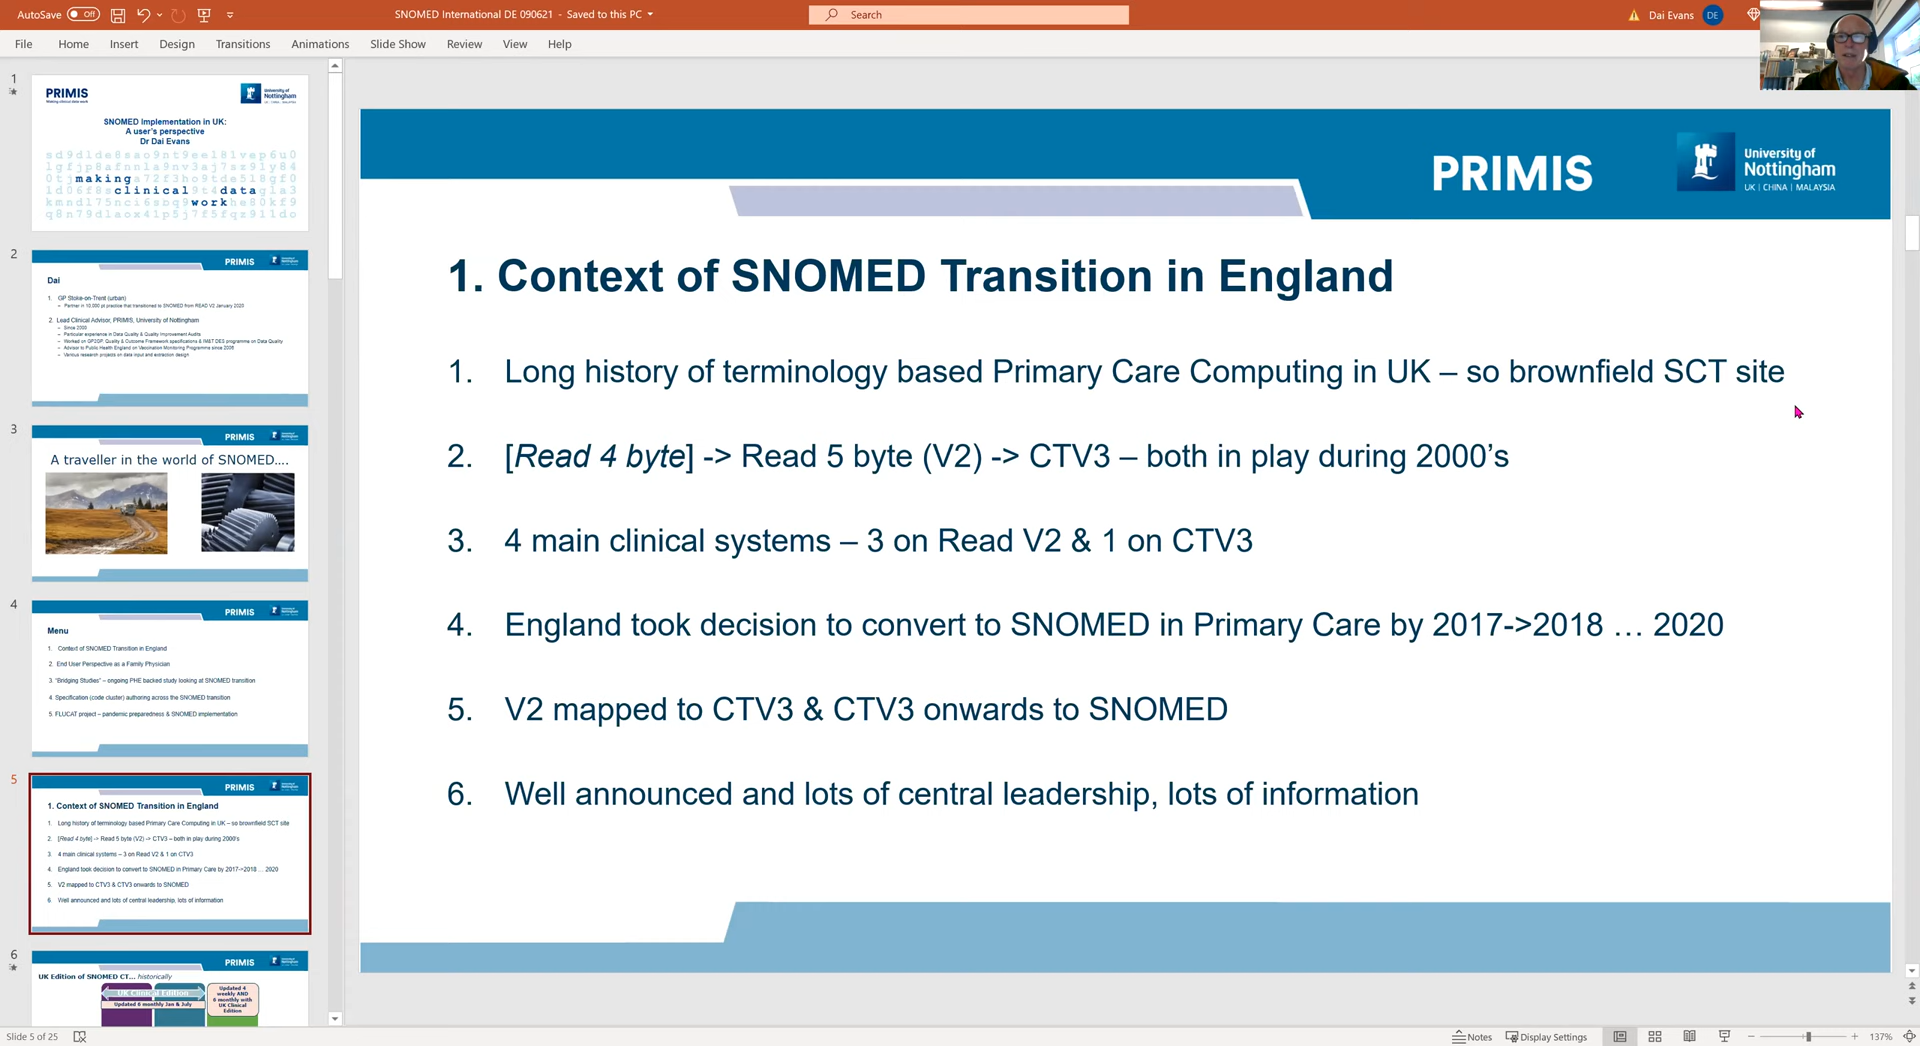 AutoSave Off
SNOMED International DE 090621 - Saved to this PC
Search
Dai Evans DE
File Home Insert Design Transitions Animations Slide Show Review View Help
1
PRIMIS
Making clinical data work
University of
Nottingham
UK | CHINA | MALAYSIA
SNOMED Implementation in UK:
A user's perspective
Dr Dai Evans
making
clinical data
work
2
PRIMIS
Dai
1. GP Stoke-on-Trent (urban)
– Partner in 10,000 pt practice that transitioned to SNOMED from READ V2 January 2020
2. Lead Clinical Advisor, PRIMIS, University of Nottingham
– Since 2000
– Particular experience in Data Quality & Quality Improvement Audits
– Worked on GP2GP, Quality & Outcome Framework specifications & IM&T DES programme on Data Quality
– Advisor to Public Health England on Vaccination Monitoring Programme since 2006
– Various research projects on data input and extraction design
3
PRIMIS
A traveller in the world of SNOMED....
4
PRIMIS
Menu
1. Context of SNOMED Transition in England
2. End User Perspective as a Family Physician
3. "Bridging Studies" – ongoing PHE backed study looking at SNOMED transition
4. Specification (code cluster) authoring across the SNOMED transition
5. FLUCAT project – pandemic preparedness & SNOMED implementation
5
PRIMIS
1. Context of SNOMED Transition in England
1. Long history of terminology based Primary Care Computing in UK – so brownfield SCT site
2. [Read 4 byte] -> Read 5 byte (V2) -> CTV3 – both in play during 2000's
3. 4 main clinical systems – 3 on Read V2 & 1 on CTV3
4. England took decision to convert to SNOMED in Primary Care by 2017->2018 … 2020
5. V2 mapped to CTV3 & CTV3 onwards to SNOMED
6. Well announced and lots of central leadership, lots of information
6
PRIMIS
UK Edition of SNOMED CT... historically
UK Clinical Edition
Updated 6 monthly Jan & July
Updated 4
weekly AND
6 monthly with
UK Clinical
Edition
PRIMIS
University of
Nottingham
UK | CHINA | MALAYSIA
1. Context of SNOMED Transition in England
1. Long history of terminology based Primary Care Computing in UK – so brownfield SCT site
2. [Read 4 byte] -> Read 5 byte (V2) -> CTV3 – both in play during 2000's
3. 4 main clinical systems – 3 on Read V2 & 1 on CTV3
4. England took decision to convert to SNOMED in Primary Care by 2017->2018 … 2020
5. V2 mapped to CTV3 & CTV3 onwards to SNOMED
6. Well announced and lots of central leadership, lots of information
Slide 5 of 25
Notes Display Settings 137%